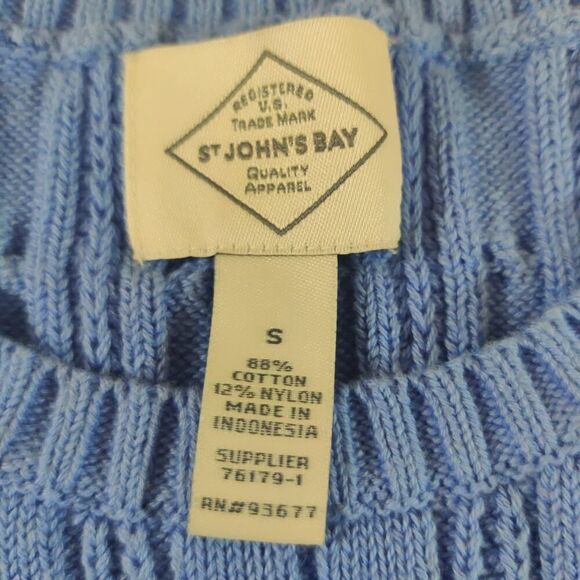 REGISTERED
U.S.
TRADE MARK
ST JOHN'S BAY
QUALITY
APPAREL
S
88%
COTTON
12% NYLON
MADE IN
INDONESIA
SUPPLIER
76179-1
RN#93677